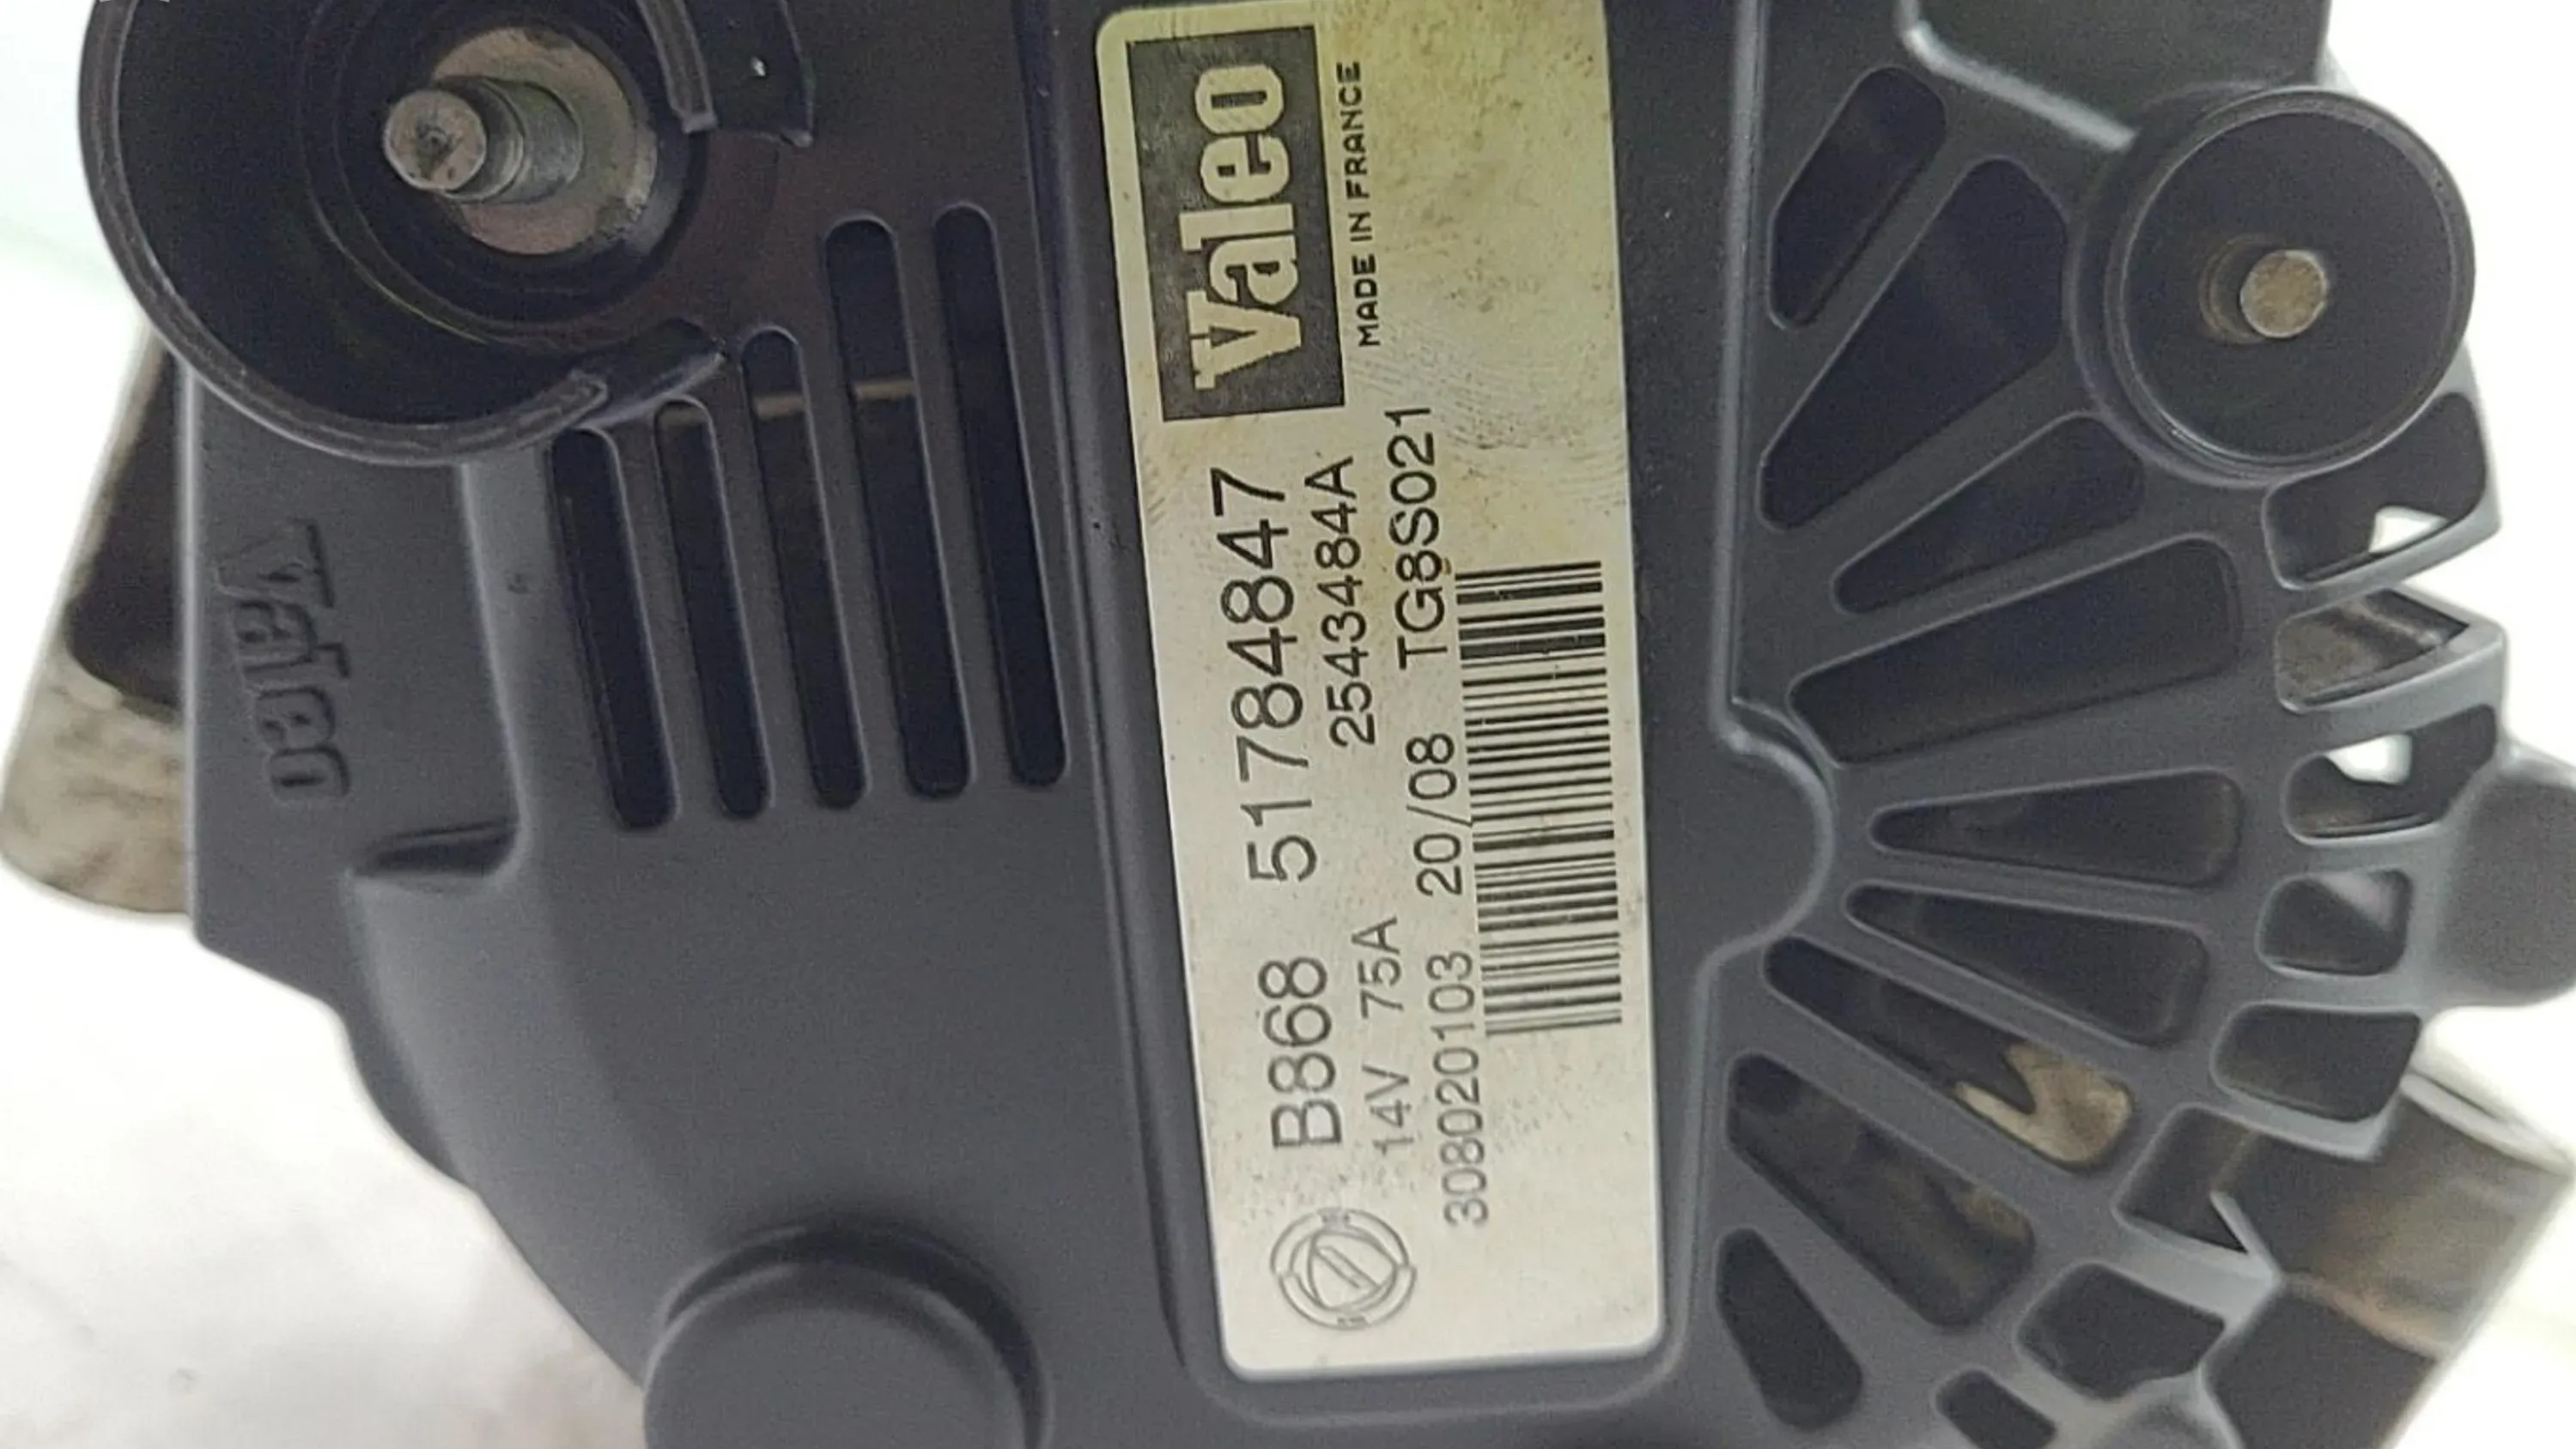 Valeo
MADE IN FRANCE
B868 51784847
14V 75A 2543484A
308020103 20/08 TG8S021
Valeo